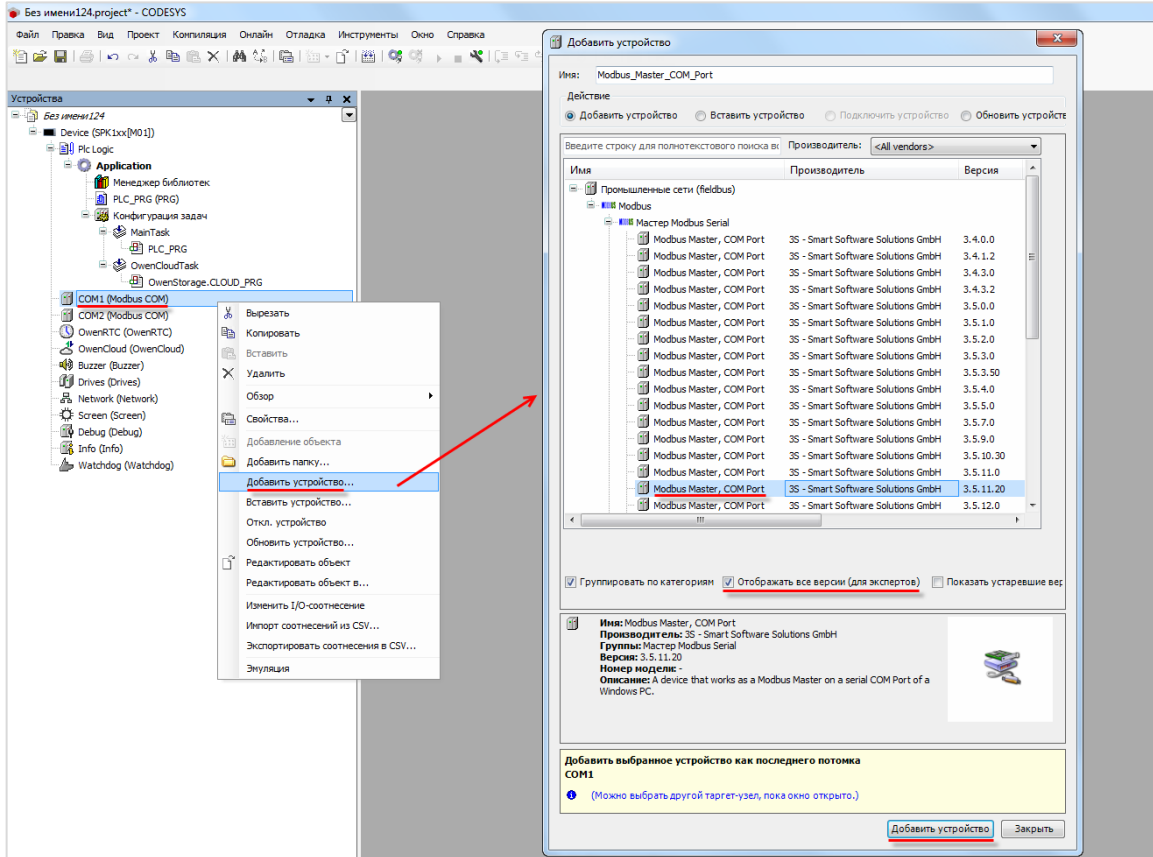 Без имени124.project* - CODESYS
Файл Правка Вид Проект Компиляция Онлайн Отладка Инструменты Окно Справка
Устройства
Без имени124
Device (SPK1xx[M01])
Plc Logic
Application
Менеджер библиотек
PLC_PRG (PRG)
Конфигурация задач
MainTask
PLC_PRG
OwenCloudTask
OwenStorage.CLOUD_PRG
COM1 (Modbus COM)
COM2 (Modbus COM)
OwenRTC (OwenRTC)
OwenCloud (OwenCloud)
Buzzer (Buzzer)
Drives (Drives)
Network (Network)
Screen (Screen)
Debug (Debug)
Info (Info)
Watchdog (Watchdog)
Вырезать
Копировать
Вставить
Удалить
Обзор
Свойства...
Добавление объекта
Добавить папку...
Добавить устройство...
Вставить устройство...
Откл. устройство
Обновить устройство...
Редактировать объект
Редактировать объект в...
Изменить I/O-соотнесение
Импорт соотнесений из CSV...
Экспортировать соотнесения в CSV...
Эмуляция
Добавить устройство
Имя: Modbus_Master_COM_Port
Действие
Добавить устройство Вставить устройство Подключить устройство Обновить устройств
Введите строку для полнотекстового поиска вс Производитель: <All vendors>
Имя Производитель Версия
Промышленные сети (fieldbus)
Modbus
Мастер Modbus Serial
Modbus Master, COM Port 3S - Smart Software Solutions GmbH 3.4.0.0
Modbus Master, COM Port 3S - Smart Software Solutions GmbH 3.4.1.2
Modbus Master, COM Port 3S - Smart Software Solutions GmbH 3.4.3.0
Modbus Master, COM Port 3S - Smart Software Solutions GmbH 3.4.3.2
Modbus Master, COM Port 3S - Smart Software Solutions GmbH 3.5.0.0
Modbus Master, COM Port 3S - Smart Software Solutions GmbH 3.5.1.0
Modbus Master, COM Port 3S - Smart Software Solutions GmbH 3.5.2.0
Modbus Master, COM Port 3S - Smart Software Solutions GmbH 3.5.3.0
Modbus Master, COM Port 3S - Smart Software Solutions GmbH 3.5.3.50
Modbus Master, COM Port 3S - Smart Software Solutions GmbH 3.5.4.0
Modbus Master, COM Port 3S - Smart Software Solutions GmbH 3.5.5.0
Modbus Master, COM Port 3S - Smart Software Solutions GmbH 3.5.7.0
Modbus Master, COM Port 3S - Smart Software Solutions GmbH 3.5.9.0
Modbus Master, COM Port 3S - Smart Software Solutions GmbH 3.5.10.30
Modbus Master, COM Port 3S - Smart Software Solutions GmbH 3.5.11.0
Modbus Master, COM Port 3S - Smart Software Solutions GmbH 3.5.11.20
Modbus Master, COM Port 3S - Smart Software Solutions GmbH 3.5.12.0
Группировать по категориям Отображать все версии (для экспертов) Показать устаревшие вер
Имя: Modbus Master, COM Port
Производитель: 3S - Smart Software Solutions GmbH
Группы: Мастер Modbus Serial
Версия: 3.5.11.20
Номер модели: -
Описание: A device that works as a Modbus Master on a serial COM Port of a
Windows PC.
Добавить выбранное устройство как последнего потомка
COM1
(Можно выбрать другой таргет-узел, пока окно открыто.)
Добавить устройство Закрыть